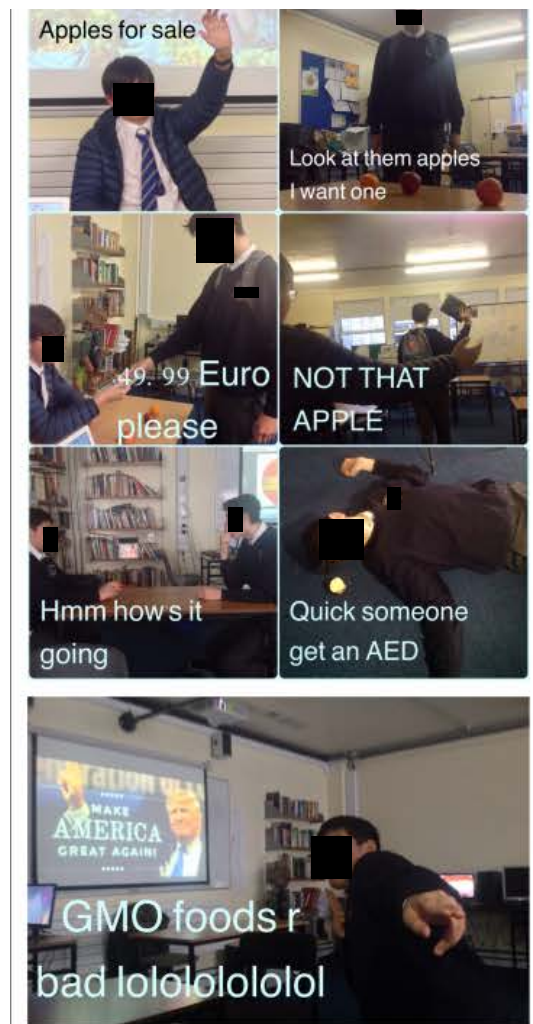 Apples for sale
Look at them apples
I want one
.49. 99 Euro
please
NOT THAT
APPLE
Hmm how s it
going
Quick someone
get an AED
MAKE
AMERICA
GREAT AGAIN!
GMO foods r
bad lolololololol